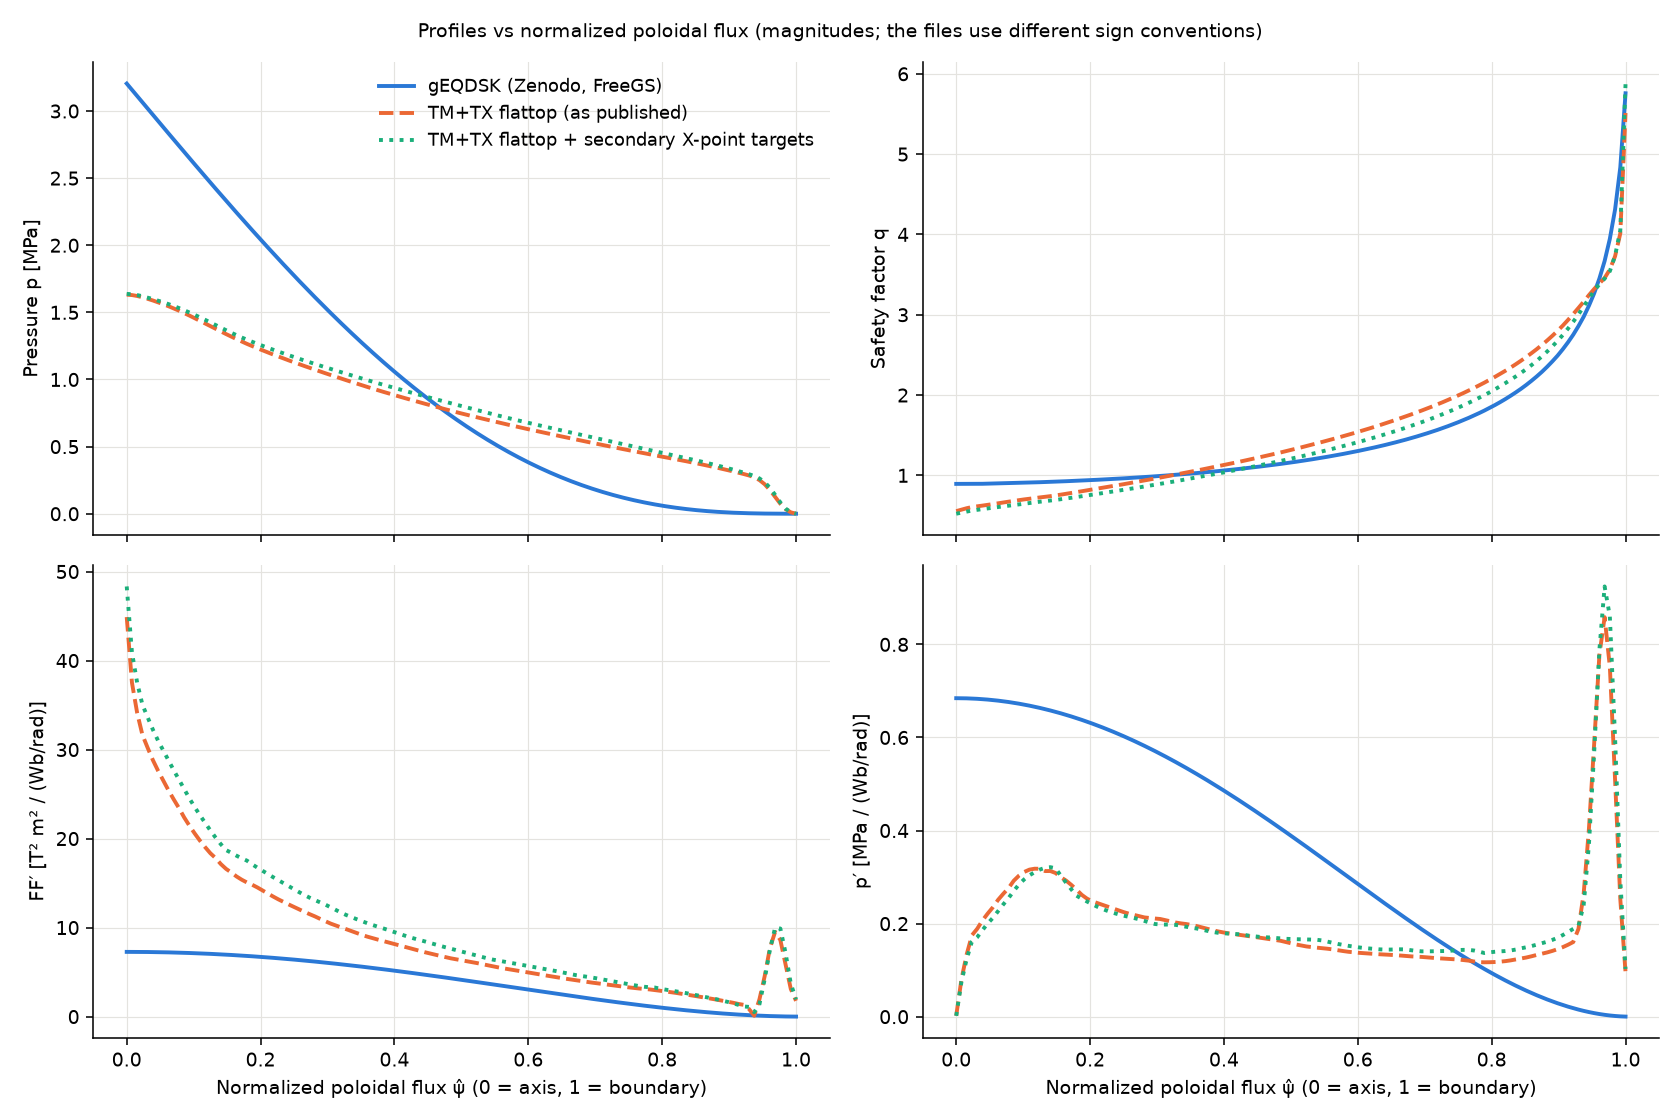 Profiles vs normalized poloidal flux (magnitudes; the files use different sign conventions)
Pressure p [MPa]
3.0
2.5
2.0
1.5
1.0
0.5
0.0
gEQDSK (Zenodo, FreeGS)
TM+TX flattop (as published)
TM+TX flattop + secondary X-point targets
Safety factor q
6
5
4
3
2
1
FF′ [T² m² / (Wb/rad)]
50
40
30
20
10
0
0.0 0.2 0.4 0.6 0.8 1.0
Normalized poloidal flux ψ̂ (0 = axis, 1 = boundary)
p′ [MPa / (Wb/rad)]
0.8
0.6
0.4
0.2
0.0
0.0 0.2 0.4 0.6 0.8 1.0
Normalized poloidal flux ψ̂ (0 = axis, 1 = boundary)